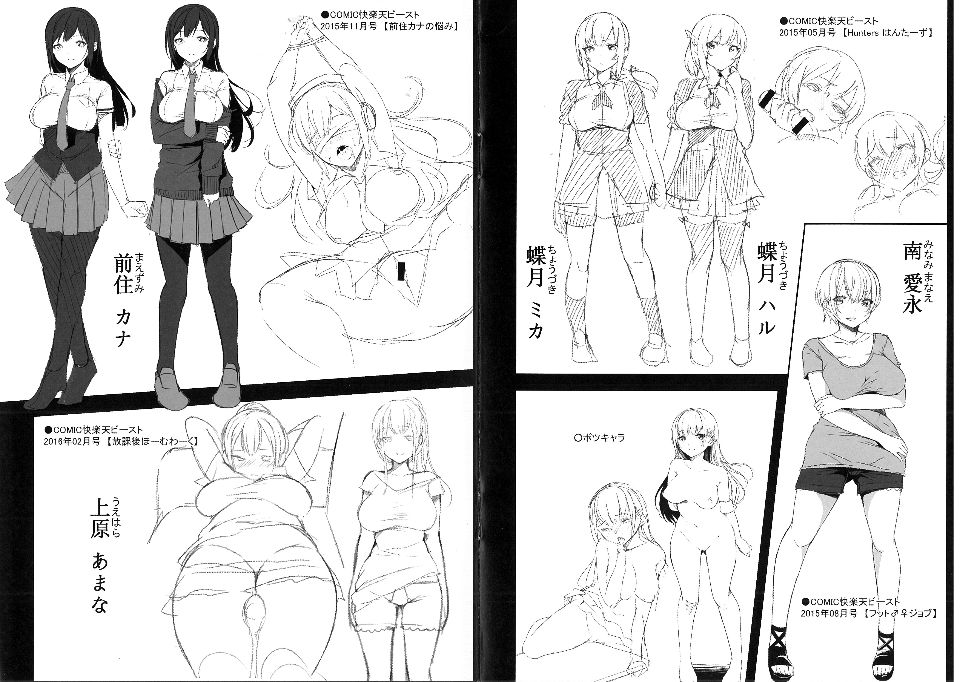 ●COMIC快楽天ビースト
2015年11月号 【前住カナの悩み】
まえずみ
前住 カナ
●COMIC快楽天ビースト
2016年02月号 【放課後ほーむわーく】
うえはら
上原 あまな
●COMIC快楽天ビースト
2015年05月号 【Hunters はんたーず】
ちょうづき
蝶月 ミカ
ちょうづき
蝶月 ハル
みなみ まなえ
南 愛永
〇ボツキャラ
●COMIC快楽天ビースト
2015年08月号 【フット♂♀ジョブ】